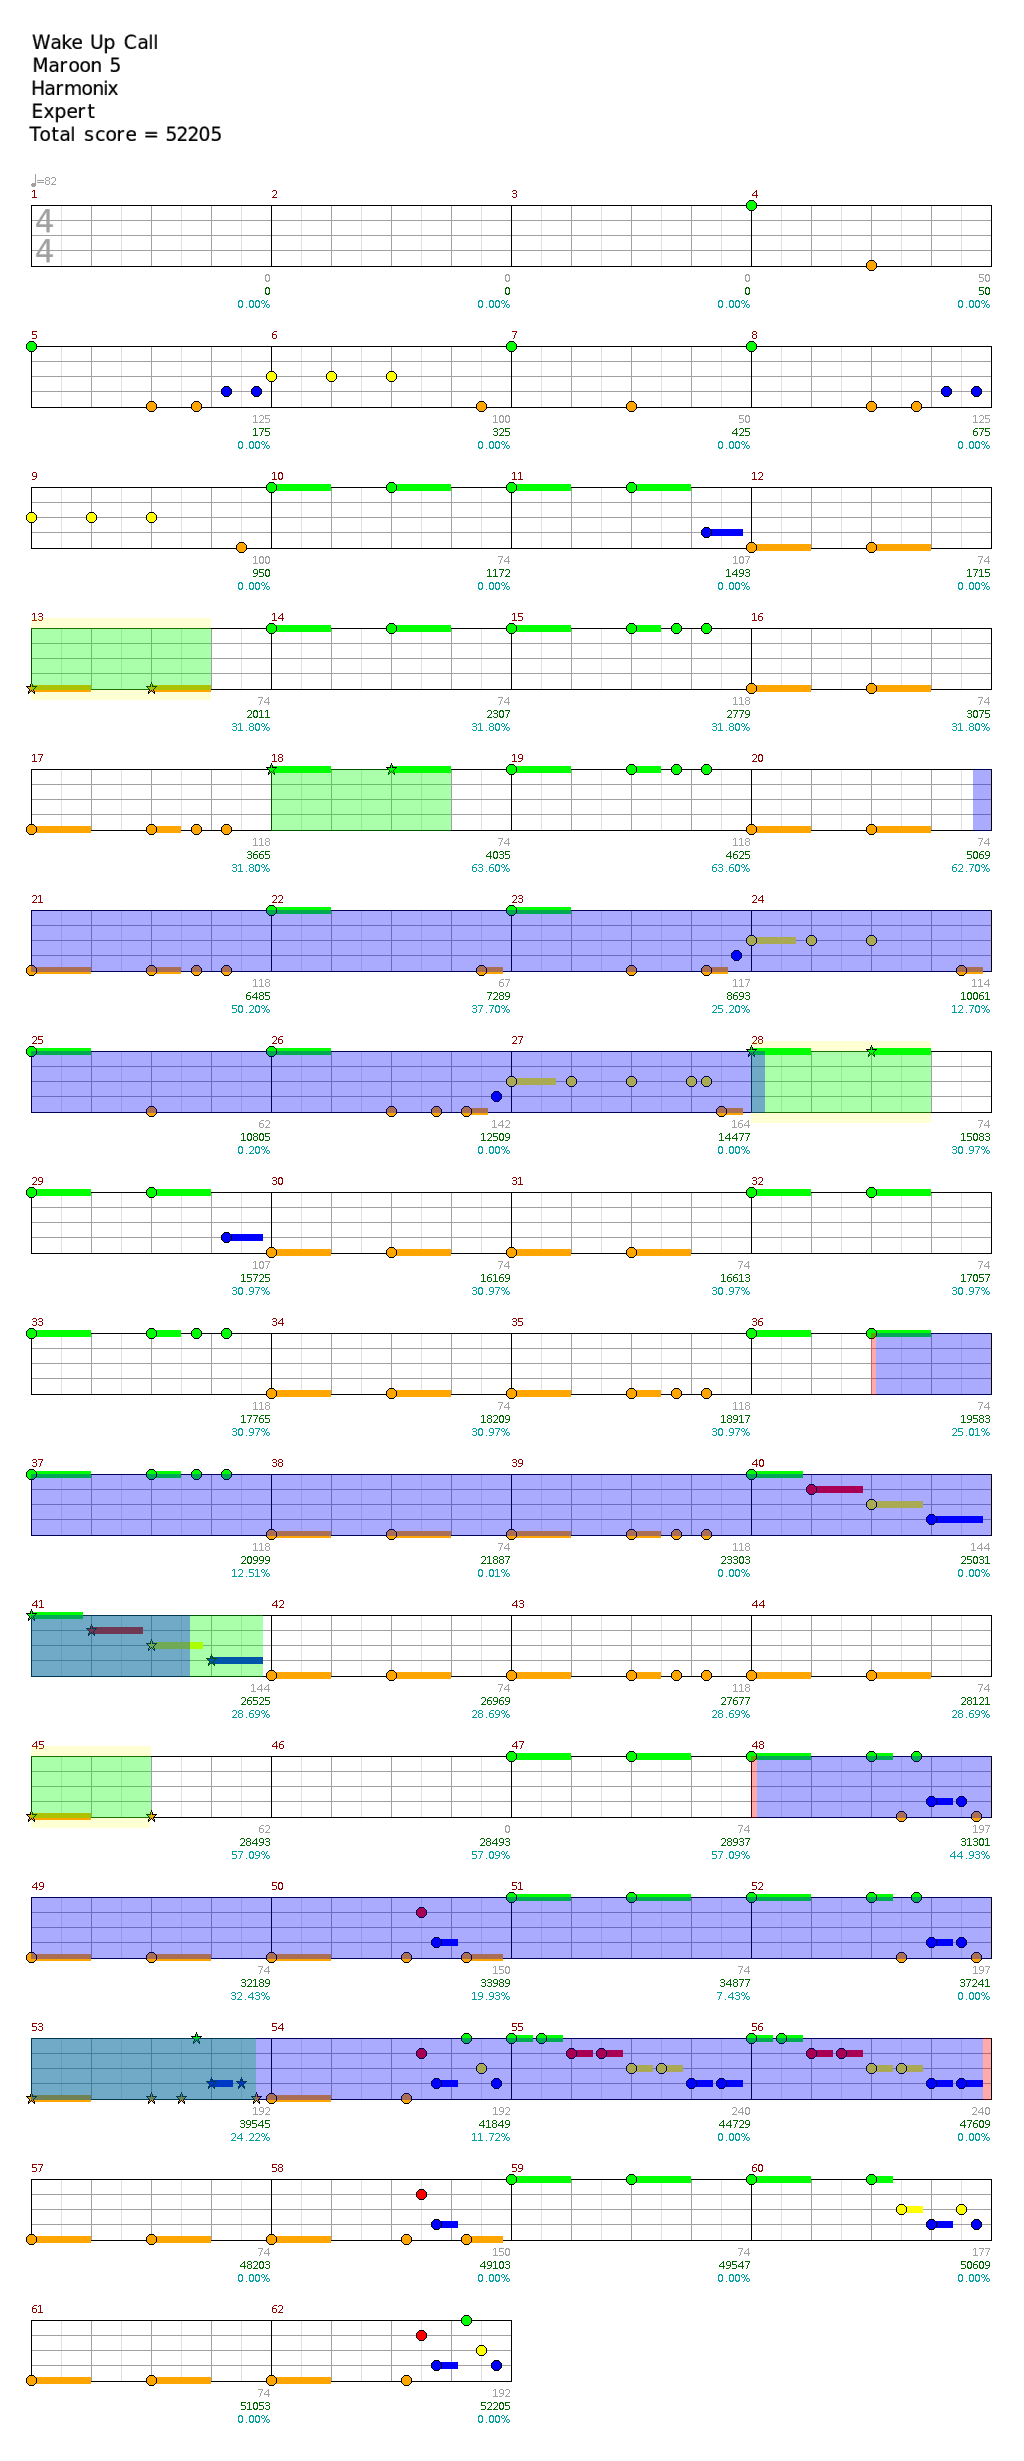 Wake Up Call
Maroon 5
Harmonix
Expert
Total score = 52205
♩=82
1 2 3 4
4
4
0 0 0 50
0 0 0 50
0.00% 0.00% 0.00% 0.00%
5 6 7 8
125 100 50 125
175 325 425 675
0.00% 0.00% 0.00% 0.00%
9 10 11 12
100 74 107 74
950 1172 1493 1715
0.00% 0.00% 0.00% 0.00%
13 14 15 16
74 74 118 74
2011 2307 2779 3075
31.80% 31.80% 31.80% 31.80%
17 18 19 20
118 74 118 74
3665 4035 4625 5069
31.80% 63.60% 63.60% 62.70%
21 22 23 24
118 67 117 114
6485 7289 8693 10061
50.20% 37.70% 25.20% 12.70%
25 26 27 28
62 142 164 74
10805 12509 14477 15083
0.20% 0.00% 0.00% 30.97%
29 30 31 32
107 74 74 74
15725 16169 16613 17057
30.97% 30.97% 30.97% 30.97%
33 34 35 36
118 74 118 74
17765 18209 18917 19583
30.97% 30.97% 30.97% 25.01%
37 38 39 40
118 74 118 144
20999 21887 23303 25031
12.51% 0.01% 0.00% 0.00%
41 42 43 44
144 74 118 74
26525 26969 27677 28121
28.69% 28.69% 28.69% 28.69%
45 46 47 48
62 0 74 197
28493 28493 28937 31301
57.09% 57.09% 57.09% 44.93%
49 50 51 52
74 150 74 197
32189 33989 34877 37241
32.43% 19.93% 7.43% 0.00%
53 54 55 56
192 192 240 240
39545 41849 44729 47609
24.22% 11.72% 0.00% 0.00%
57 58 59 60
74 150 74 177
48203 49103 49547 50609
0.00% 0.00% 0.00% 0.00%
61 62
74 192
51053 52205
0.00% 0.00%